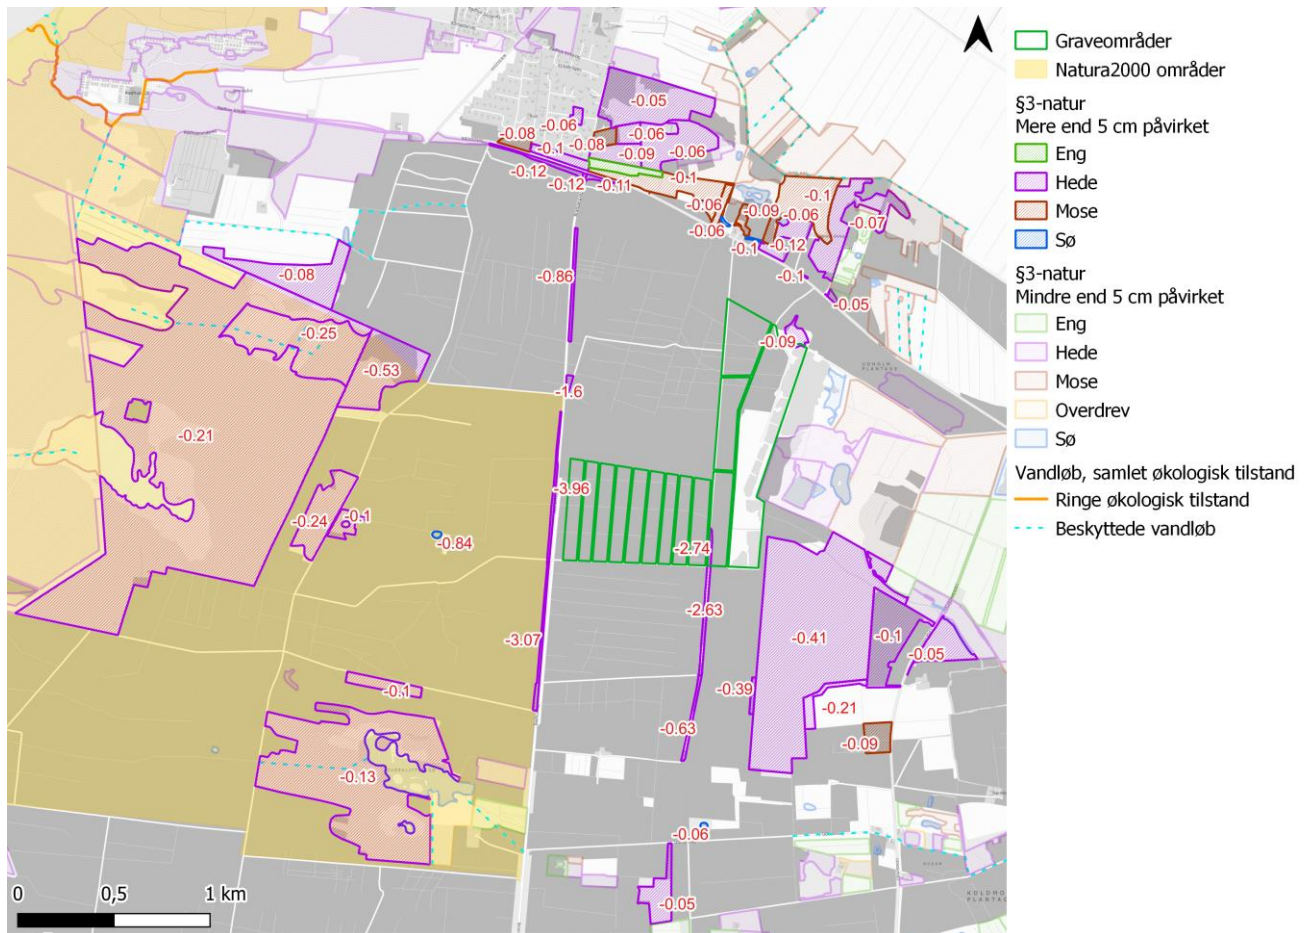 Graveområder
Natura2000 områder
§3-natur
Mere end 5 cm påvirket
Eng
Hede
Mose
Sø
§3-natur
Mindre end 5 cm påvirket
Eng
Hede
Mose
Overdrev
Sø
Vandløb, samlet økologisk tilstand
Ringe økologisk tilstand
Beskyttede vandløb
-0.05
-0.06
-0.08
-0.08
-0.06
-0.1
-0.09
-0.06
-0.12
-0.12
-0.11
-0.1
-0.06
-0.09
-0.1
-0.06
-0.06
-0.07
-0.1
-0.12
-0.1
-0.05
-0.08
-0.86
-0.25
-0.53
-0.09
UDHOLM
PLANTAGE
-1.6
-0.21
-3.96
-0.24
-0.1
-0.84
-2.74
-2.63
-3.07
-0.41
-0.1
-0.05
-0.1
-0.39
-0.21
-0.63
-0.09
-0.13
-0.06
-0.05
KOLDMO
PLANTAG
0
0,5
1 km